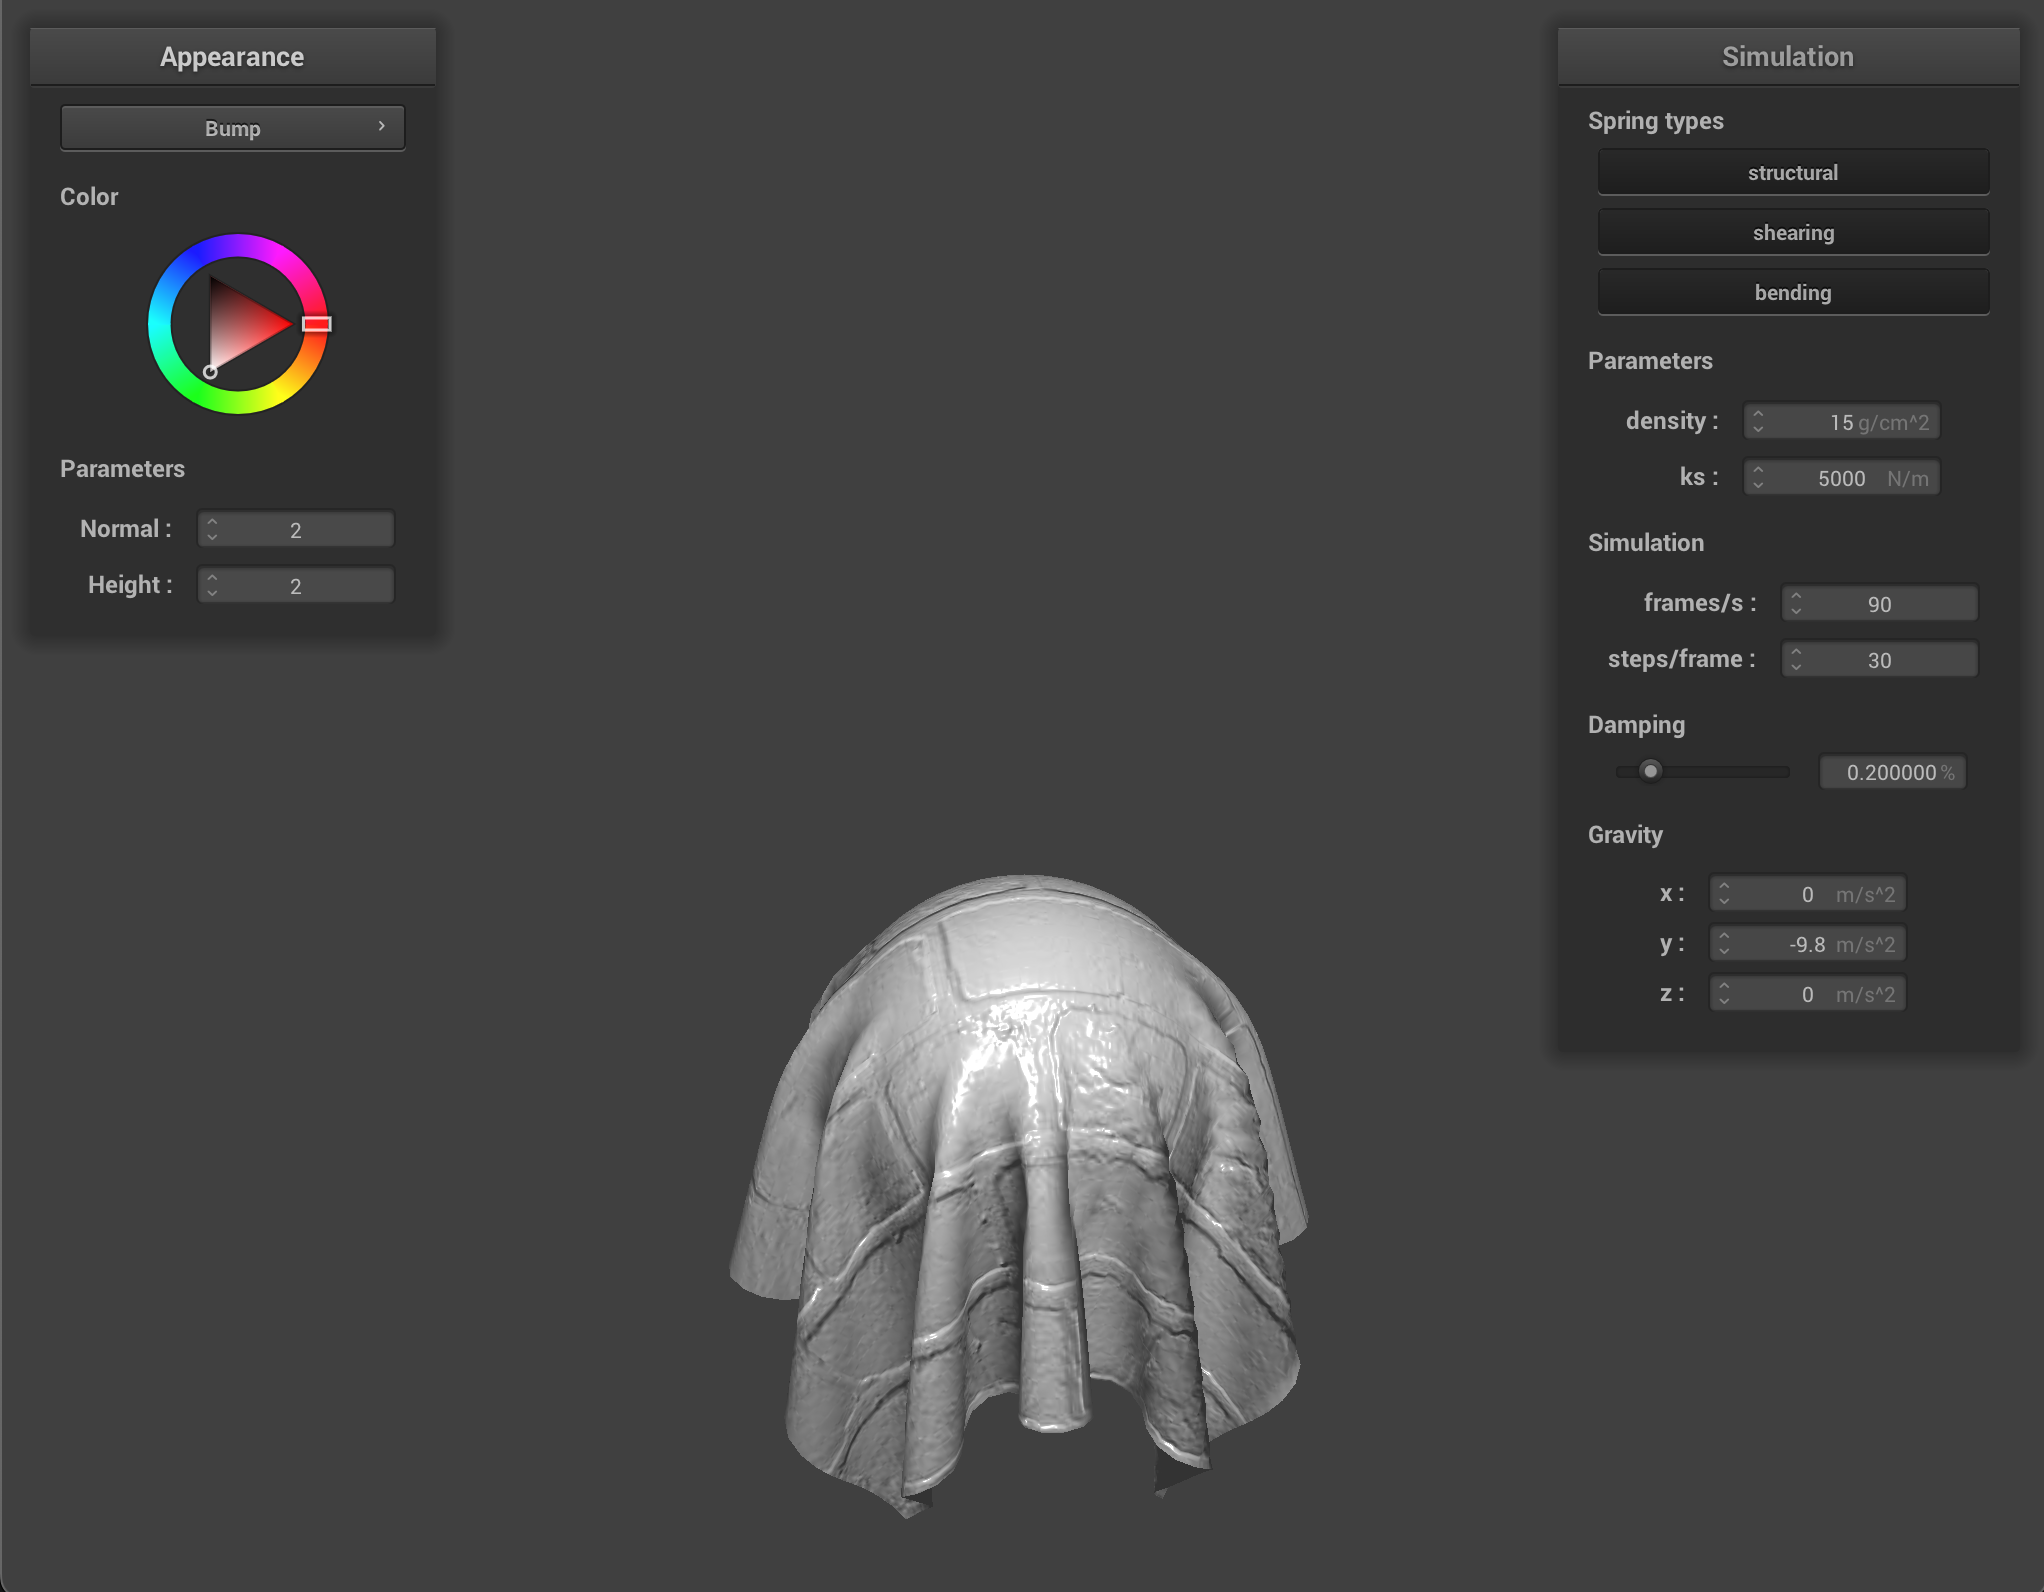 Appearance
Bump
Color
Parameters
Normal : 2
Height : 2
Simulation
Spring types
structural
shearing
bending
Parameters
density : 15 g/cm^2
ks : 5000 N/m
Simulation
frames/s : 90
steps/frame : 30
Damping
0.200000 %
Gravity
x : 0 m/s^2
y : -9.8 m/s^2
z : 0 m/s^2